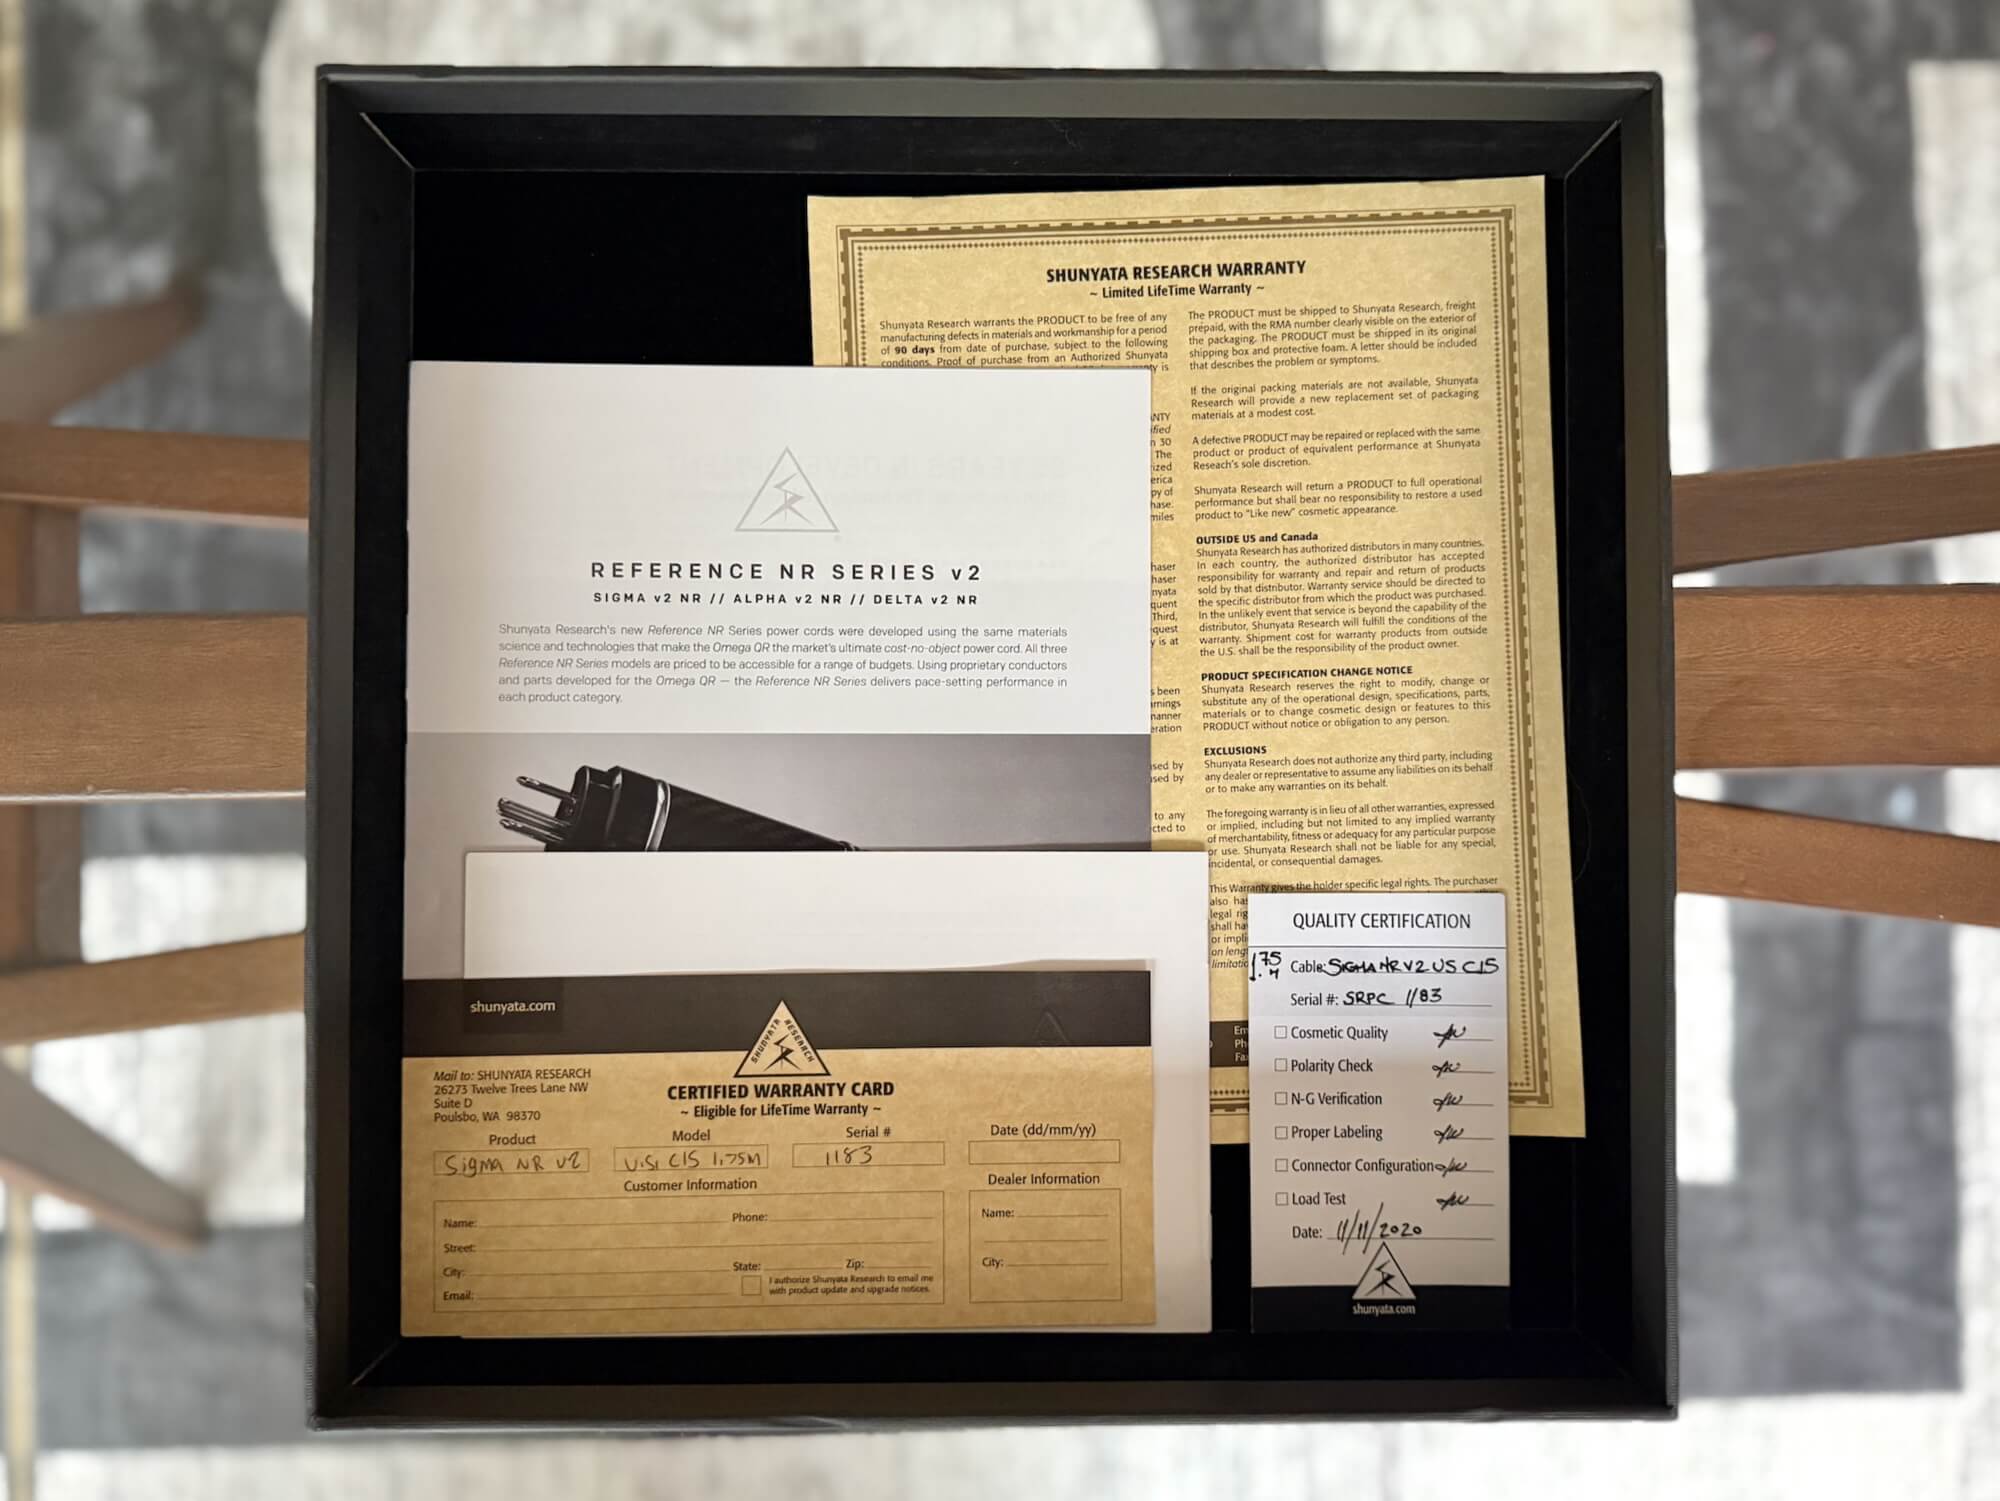 SHUNYATA RESEARCH WARRANTY
~ Limited LifeTime Warranty ~
Shunyata Research warrants the PRODUCT to be free of any
manufacturing defects in materials and workmanship for a period
of 90 days from date of purchase, subject to the following
conditions. Proof of purchase from an Authorized Shunyata
is
The PRODUCT must be shipped to Shunyata Research, freight
prepaid, with the RMA number clearly visible on the exterior of
the packaging. The PRODUCT must be shipped in its original
shipping box and protective foam. A letter should be included
that describes the problem or symptoms.
If the original packing materials are not available, Shunyata
Research will provide a new replacement set of packaging
materials at a modest cost.
A defective PRODUCT may be repaired or replaced with the same
product or product of equivalent performance at Shunyata
Reseach's sole discretion.
Shunyata Research will return a PRODUCT to full operational
performance but shall bear no responsibility to restore a used
product to "Like new" cosmetic appearance.
OUTSIDE US and Canada
Shunyata Research has authorized distributors in many countries.
In each country, the authorized distributor has accepted
responsibility for warranty and repair and return of products
sold by that distributor. Warranty service should be directed to
the specific distributor from which the product was purchased.
In the unlikely event that service is beyond the capability of the
distributor, Shunyata Research will fulfill the conditions of the
warranty. Shipment cost for warranty products from outside
the U.S. shall be the responsibility of the product owner.
PRODUCT SPECIFICATION CHANGE NOTICE
Shunyata Research reserves the right to modify, change or
substitute any of the operational design, specifications, parts,
materials or to change cosmetic design or features to this
PRODUCT without notice or obligation to any person.
EXCLUSIONS
Shunyata Research does not authorize any third party, including
any dealer or representative to assume any liabilities on its behalf
or to make any warranties on its behalf.
The foregoing warranty is in lieu of all other warranties, expressed
or implied, including but not limited to any implied warranty
of merchantability, fitness or adequacy for any particular purpose
or use. Shunyata Research shall not be liable for any special,
incidental, or consequential damages.
This Warranty gives the holder specific legal rights. The purchaser
also
legal
shall
or
on
REFERENCE NR SERIES v2
SIGMA v2 NR // ALPHA v2 NR // DELTA v2 NR
Shunyata Research's new Reference NR Series power cords were developed using the same materials
science and technologies that make the Omega QR the market's ultimate cost-no-object power cord. All three
Reference NR Series models are priced to be accessible for a range of budgets. Using proprietary conductors
and parts developed for the Omega QR — the Reference NR Series delivers pace-setting performance in
each product category.
shunyata.com
SHUNYATA RESEARCH
Mail to: SHUNYATA RESEARCH
26273 Twelve Trees Lane NW
Suite D
Poulsbo, WA 98370
CERTIFIED WARRANTY CARD
~ Eligible for LifeTime Warranty ~
Product
Model
Serial #
Date (dd/mm/yy)
Sigma NR V2
U.S. C15 1.75M
1183
Customer Information
Name:
Phone:
Street:
City:
State:
Zip:
Email:
I authorize Shunyata Research to email me
with product update and upgrade notices.
Dealer Information
Name:
City:
QUALITY CERTIFICATION
1.75
M
Cable: SIGMA NR V2 US C15
Serial #: SRPC 1183
Cosmetic Quality
Polarity Check
N-G Verification
Proper Labeling
Connector Configuration
Load Test
Date: 11/11/2020
shunyata.com